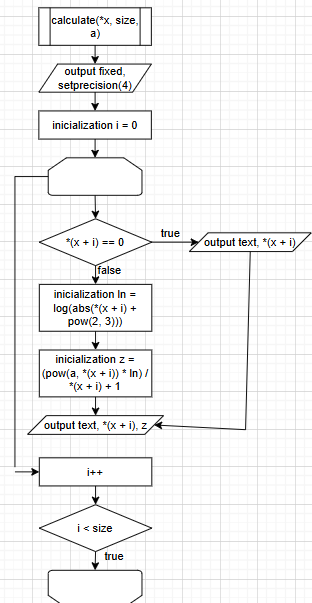 calculate(*x, size,
a)
output fixed,
setprecision(4)
inicialization i = 0
*(x + i) == 0
true
output text, *(x + i)
false
inicialization ln =
log(abs(*(x + i) +
pow(2, 3)))
inicialization z =
(pow(a, *(x + i)) * ln) /
*(x + i) + 1
output text, *(x + i), z
i++
i < size
true